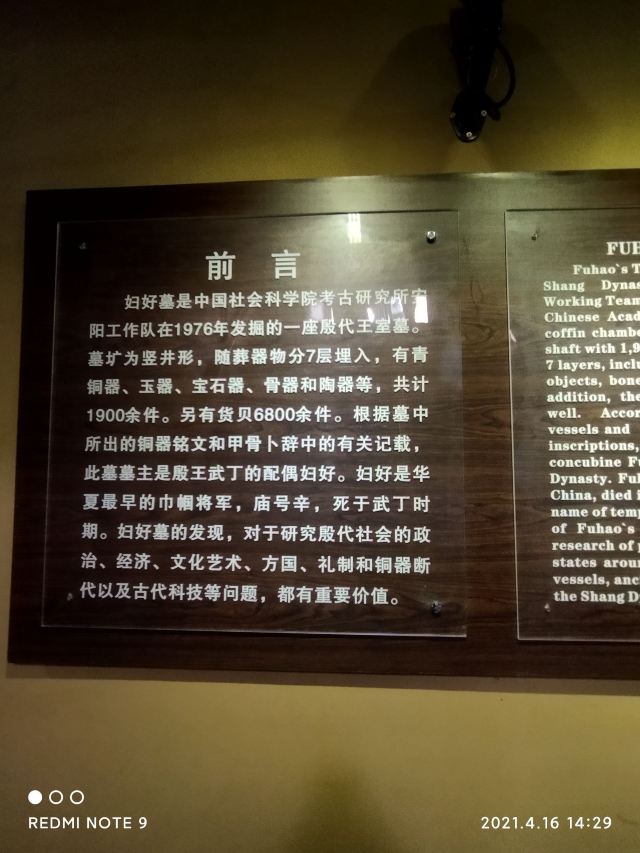 前言
妇好墓是中国社会科学院考古研究所安
阳工作队在1976年发掘的一座殷代王室墓。
墓圹为竖井形，随葬器物分7层埋入，有青
铜器、玉器、宝石器、骨器和陶器等，共计
1900余件。另有货贝6800余件。根据墓中
所出的铜器铭文和甲骨卜辞中的有关记载，
此墓墓主是殷王武丁的配偶妇好。妇好是华
夏最早的巾帼将军，庙号辛，死于武丁时
期。妇好墓的发现，对于研究殷代社会的政
治、经济、文化艺术、方国、礼制和铜器断
代以及古代科技等问题，都有重要价值。
Fuhao`s T
Shang Dynas
Working Team
Chinese Acad
coffin chambe
shaft with 1,9
7 layers, inclu
objects, bone
addition, the
well. Accor
vessels and
inscriptions,
concubine Fu
Dynasty. Ful
China, died i
name of temp
of Fuhao`s
research of p
states arou
vessels, anc
the Shang D
REDMI NOTE 9
2021.4.16 14:29